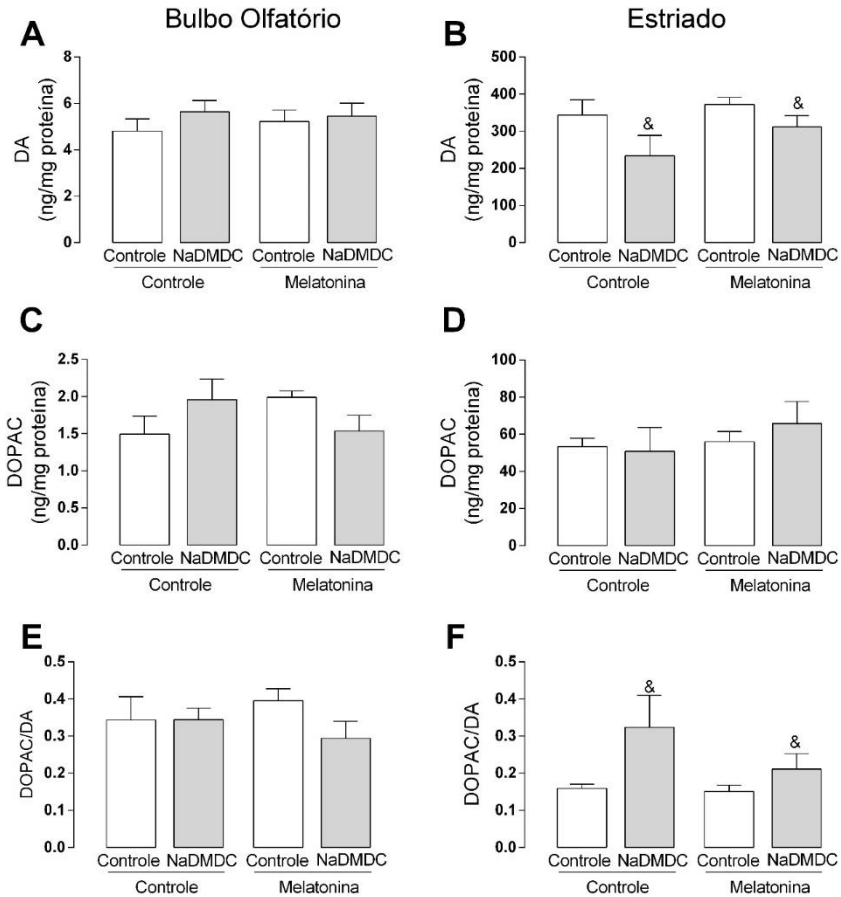 Bulbo Olfatório
Estriado
A
DA
(ng/mg proteína)
8
6
4
2
0
Controle NaDMDC Controle NaDMDC
Controle Melatonina
B
DA
(ng/mg proteína)
500
400
300
200
100
0
&
&
Controle NaDMDC Controle NaDMDC
Controle Melatonina
C
DOPAC
(ng/mg proteína)
2.5
2.0
1.5
1.0
0.5
0.0
Controle NaDMDC Controle NaDMDC
Controle Melatonina
D
DOPAC
(ng/mg proteína)
100
80
60
40
20
0
Controle NaDMDC Controle NaDMDC
Controle Melatonina
E
DOPAC/DA
0.5
0.4
0.3
0.2
0.1
0.0
Controle NaDMDC Controle NaDMDC
Controle Melatonina
F
DOPAC/DA
0.5
0.4
0.3
0.2
0.1
0.0
&
&
Controle NaDMDC Controle NaDMDC
Controle Melatonina